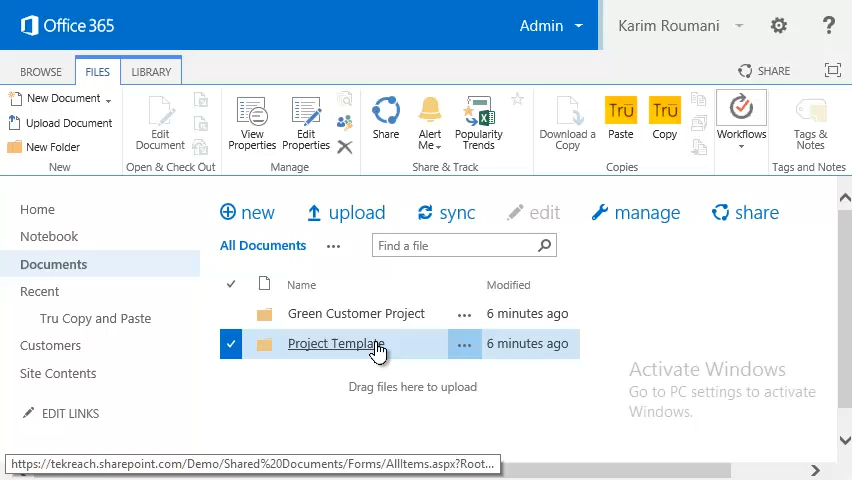 Office 365
Admin
Karim Roumani
?
BROWSE
FILES
LIBRARY
SHARE
New Document
Upload Document
New Folder
New
Edit
Document
Open & Check Out
View
Properties
Edit
Properties
Manage
Share
Alert
Me
Popularity
Trends
Share & Track
Download a
Copy
Trū
Paste
Trū
Copy
Copies
Workflows
Tags &
Notes
Tags and Notes
Home
Notebook
Documents
Recent
Tru Copy and Paste
Customers
Site Contents
EDIT LINKS
new
upload
sync
edit
manage
share
All Documents
...
Find a file
Name
Modified
Green Customer Project
...
6 minutes ago
Project Template
...
6 minutes ago
Drag files here to upload
Activate Windows
Go to PC settings to activate
Windows.
https://tekreach.sharepoint.com/Demo/Shared%20Documents/Forms/AllItems.aspx?Root...